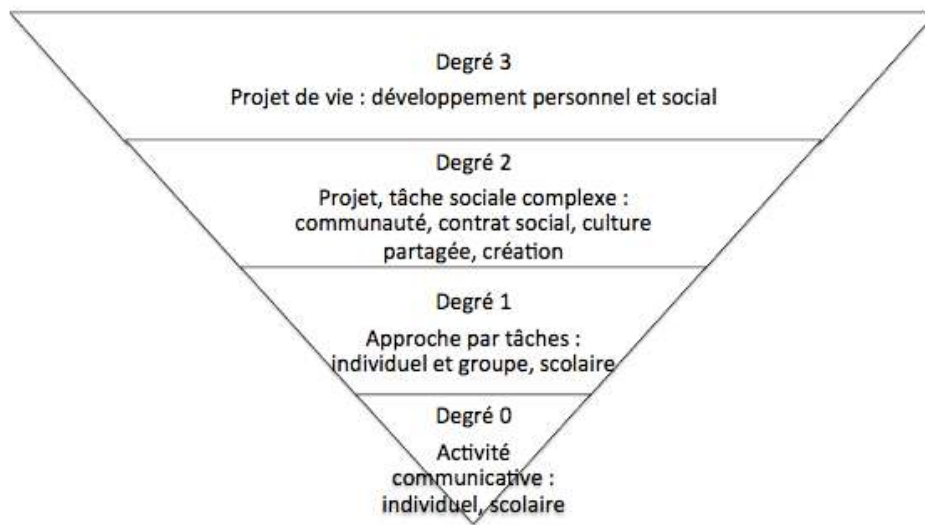 Degré 3
Projet de vie : développement personnel et social
Degré 2
Projet, tâche sociale complexe :
communauté, contrat social, culture
partagée, création
Degré 1
Approche par tâches :
individuel et groupe, scolaire
Degré 0
Activité
communicative :
individuel, scolaire